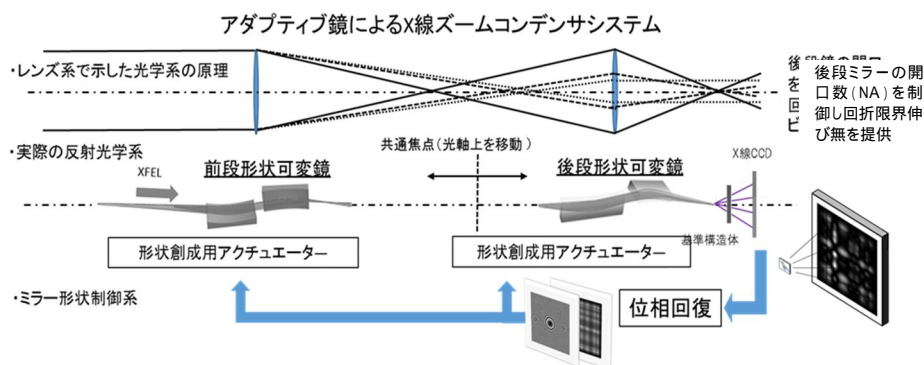 アダプティブ鏡によるX線ズームコンデンサシステム
・レンズ系で示した光学系の原理
後段ミラーの開
口数(NA)を制
御し回折限界伸
び無を提供
・実際の反射光学系
共通焦点(光軸上を移動)
X線CCD
XFEL
前段形状可変鏡
後段形状可変鏡
基準構造体
形状創成用アクチュエーター
形状創成用アクチュエーター
・ミラー形状制御系
位相回復